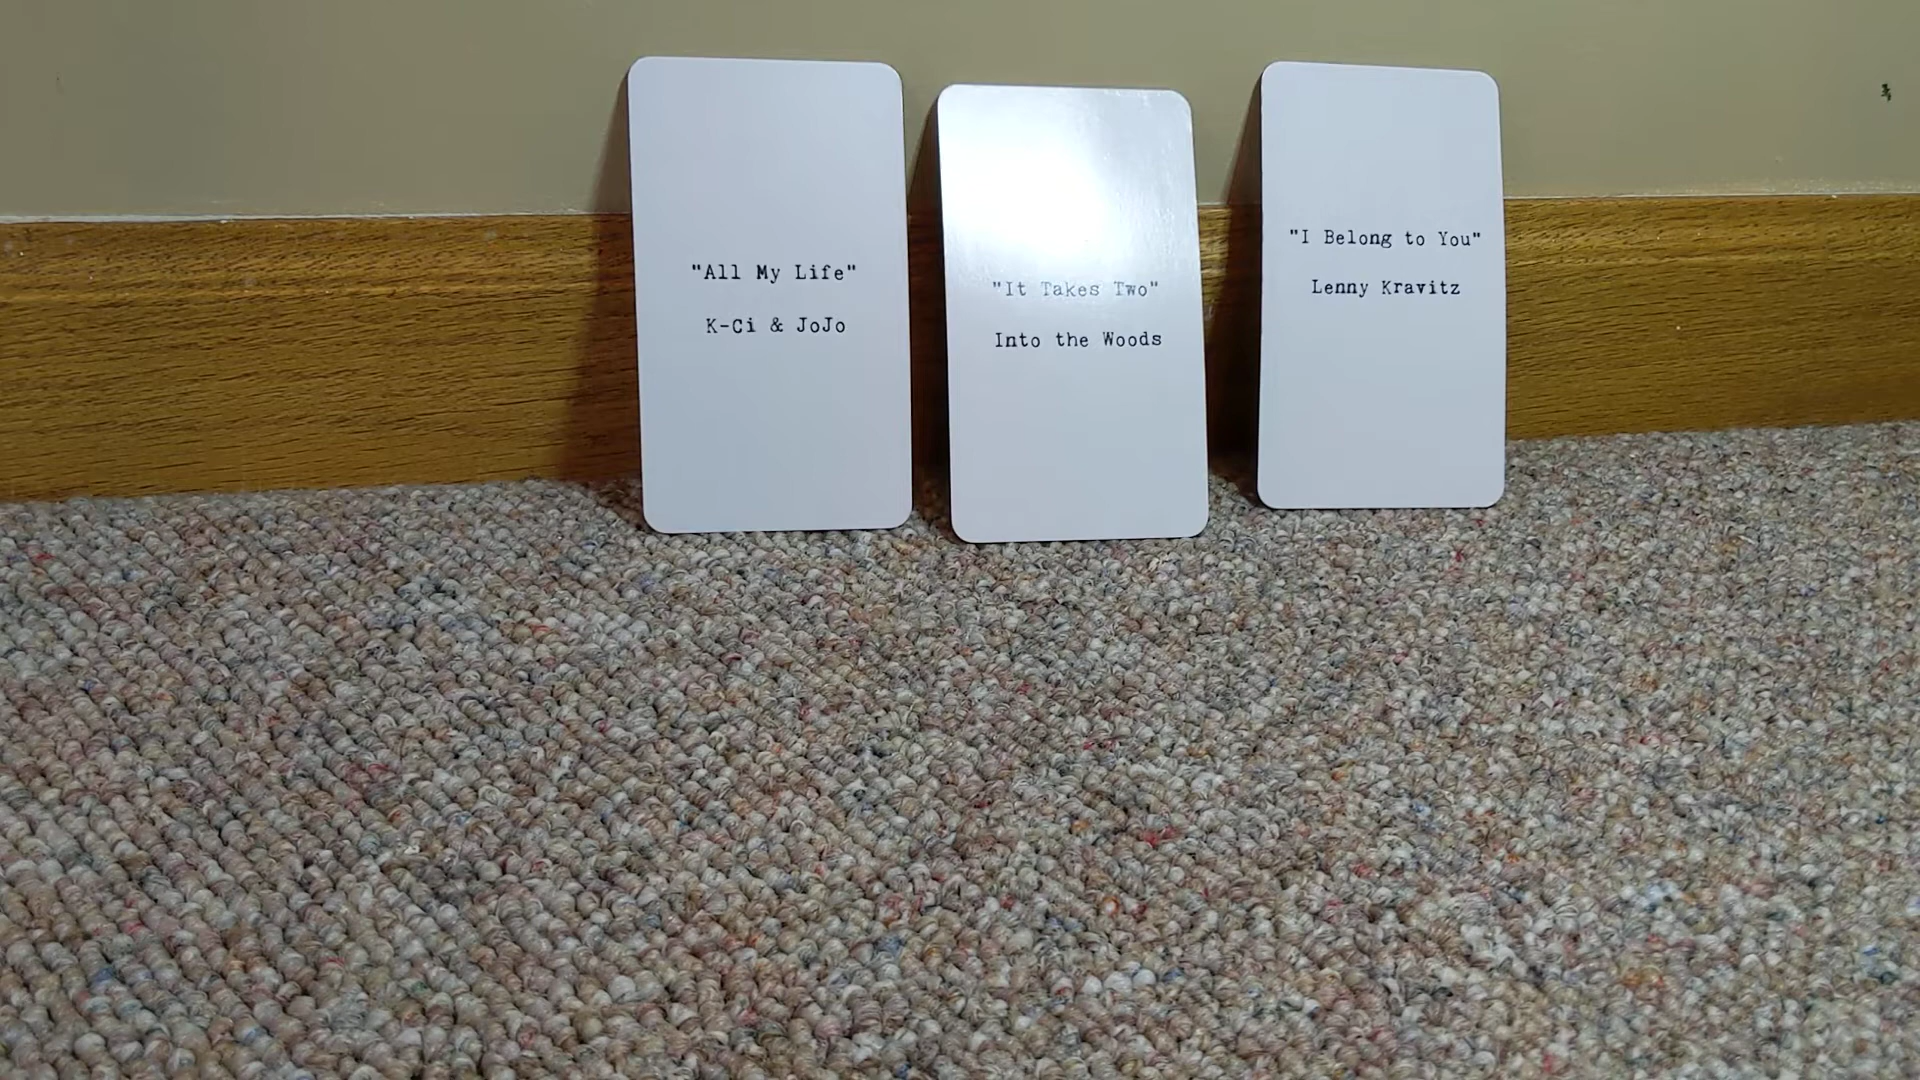 "All My Life"
K-Ci & JoJo
"It Takes Two"
Into the Woods
"I Belong to You"
Lenny Kravitz